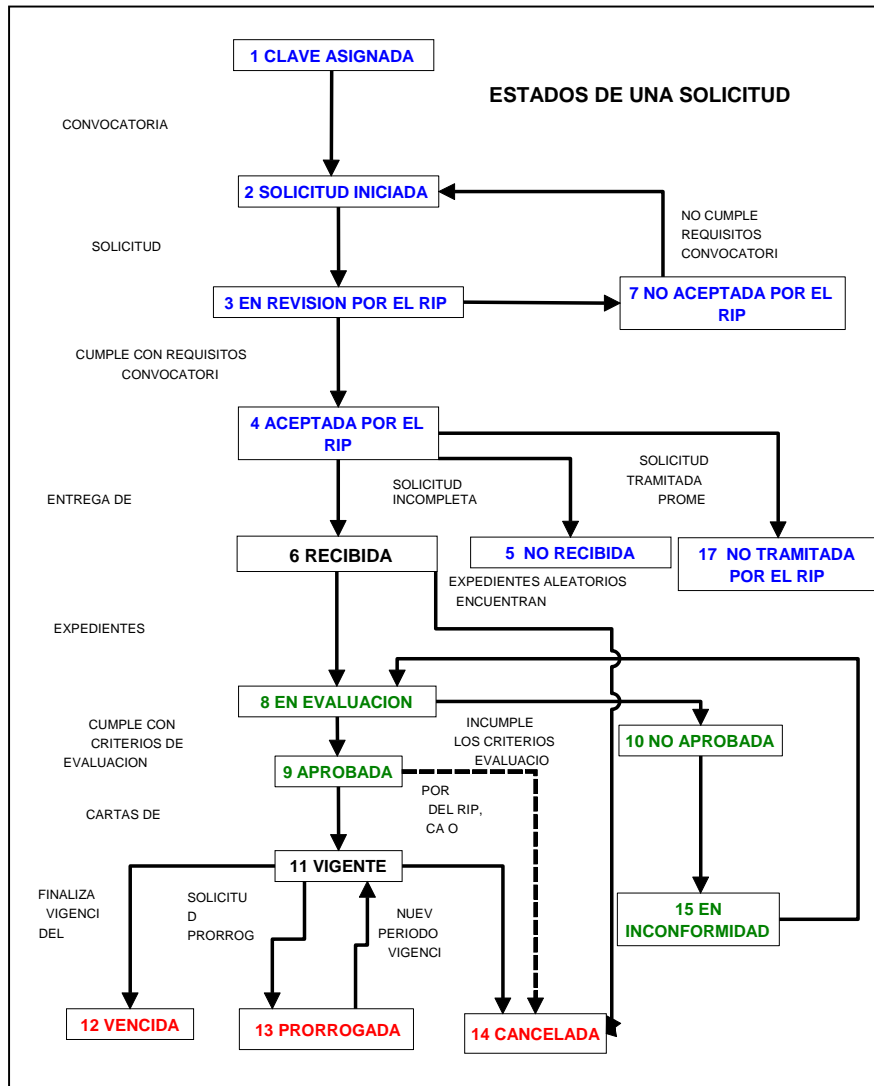 1 CLAVE ASIGNADA
ESTADOS DE UNA SOLICITUD
CONVOCATORIA
2 SOLICITUD INICIADA
NO CUMPLE
REQUISITOS
CONVOCATORI
SOLICITUD
3 EN REVISION POR EL RIP
7 NO ACEPTADA POR EL
RIP
CUMPLE CON REQUISITOS
CONVOCATORI
4 ACEPTADA POR EL
RIP
SOLICITUD
INCOMPLETA
SOLICITUD
TRAMITADA
PROME
ENTREGA DE
6 RECIBIDA
5 NO RECIBIDA
17 NO TRAMITADA
POR EL RIP
EXPEDIENTES ALEATORIOS
ENCUENTRAN
EXPEDIENTES
8 EN EVALUACION
CUMPLE CON
CRITERIOS DE
EVALUACION
INCUMPLE
LOS CRITERIOS
EVALUACIO
10 NO APROBADA
9 APROBADA
CARTAS DE
POR
DEL RIP,
CA O
11 VIGENTE
FINALIZA
VIGENCI
DEL
SOLICITU
D
PRORROG
NUEV
PERIODO
VIGENCI
15 EN
INCONFORMIDAD
12 VENCIDA
13 PRORROGADA
14 CANCELADA